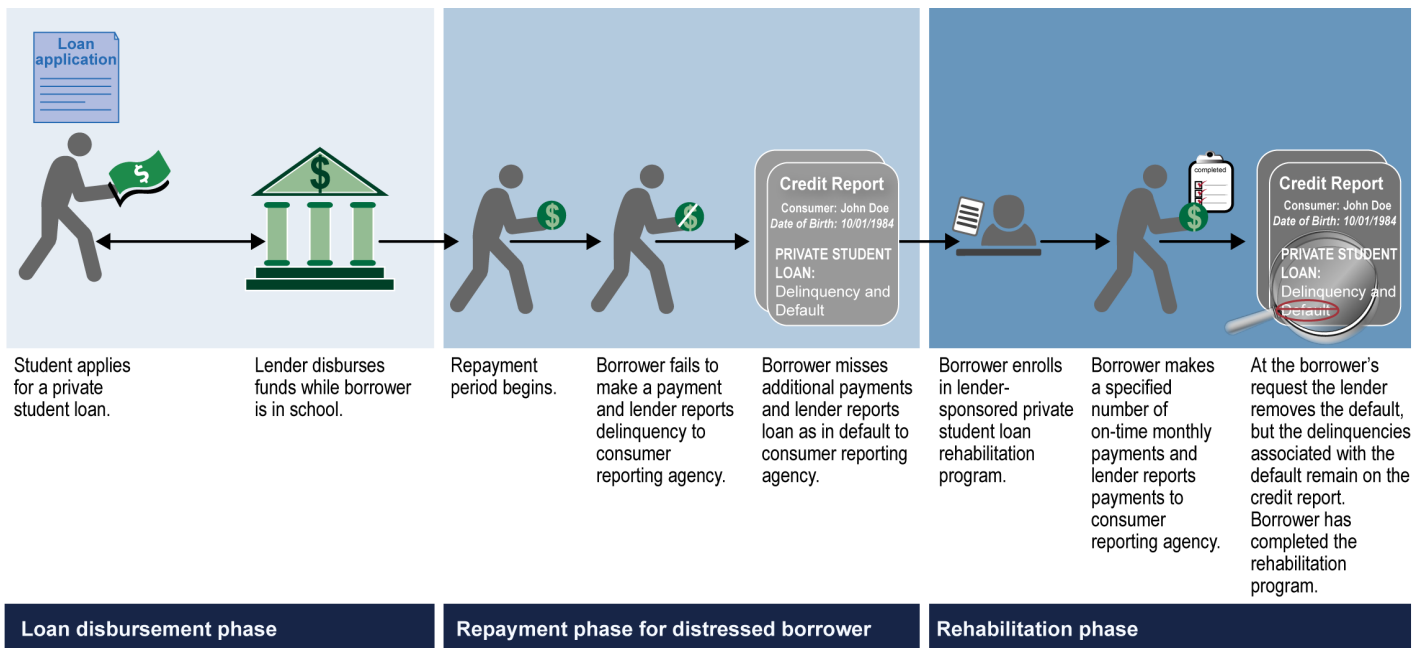 Loan
application
$
$
$
$
Credit Report
Consumer: John Doe
Date of Birth: 10/01/1984
PRIVATE STUDENT
LOAN:
Delinquency and
Default
completed
$
Credit Report
Consumer: John Doe
Date of Birth: 10/01/1984
PRIVATE STUDENT
LOAN:
Delinquency and
Default
Student applies
for a private
student loan.
Lender disburses
funds while borrower
is in school.
Repayment
period begins.
Borrower fails to
make a payment
and lender reports
delinquency to
consumer
reporting agency.
Borrower misses
additional payments
and lender reports
loan as in default to
consumer reporting
agency.
Borrower enrolls
in lender-
sponsored private
student loan
rehabilitation
program.
Borrower makes
a specified
number of
on-time monthly
payments and
lender reports
payments to
consumer
reporting agency.
At the borrower’s
request the lender
removes the default,
but the delinquencies
associated with the
default remain on the
credit report.
Borrower has
completed the
rehabilitation
program.
Loan disbursement phase
Repayment phase for distressed borrower
Rehabilitation phase